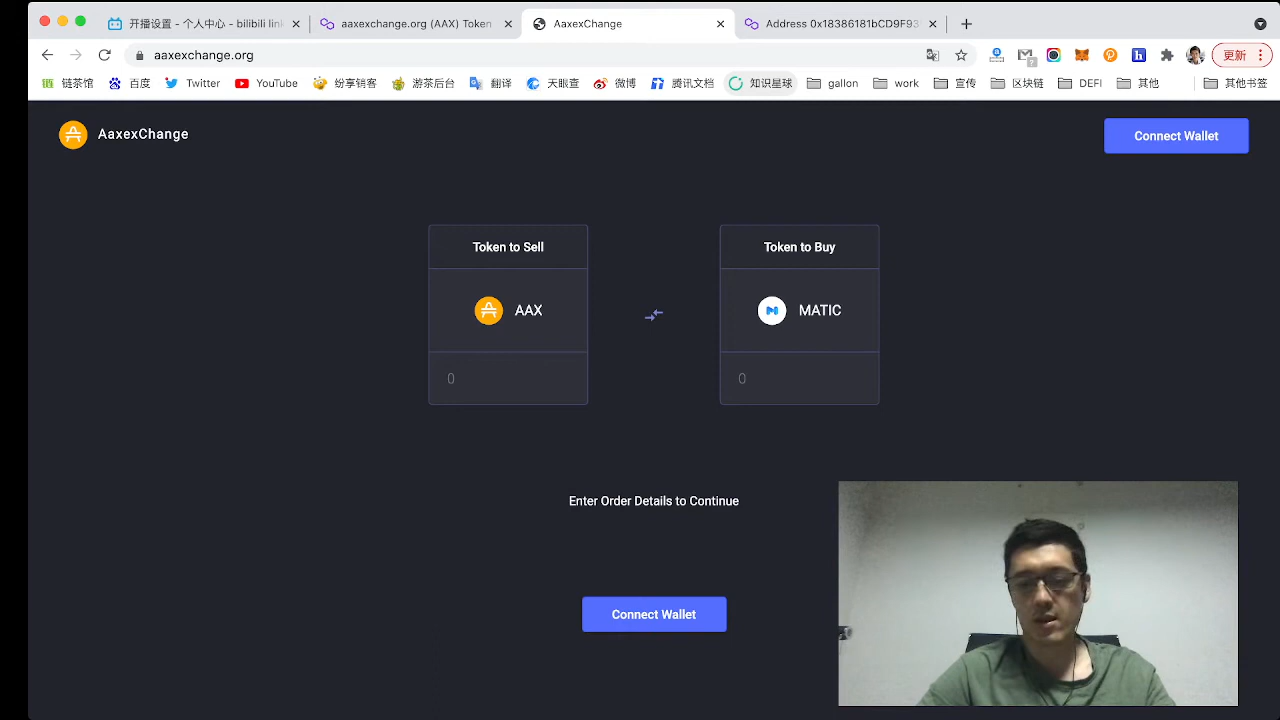 开播设置 - 个人中心 - bilibili link
aaxexchange.org (AAX) Token
AaxexChange
Address 0x18386181bCD9F93
aaxexchange.org
更新
链茶馆
百度
Twitter
YouTube
纷享销客
游茶后台
翻译
天眼查
微博
腾讯文档
知识星球
gallon
work
宣传
区块链
DEFI
其他
其他书签
AaxexChange
Connect Wallet
Token to Sell
Token to Buy
AAX
MATIC
0
0
Enter Order Details to Continue
Connect Wallet